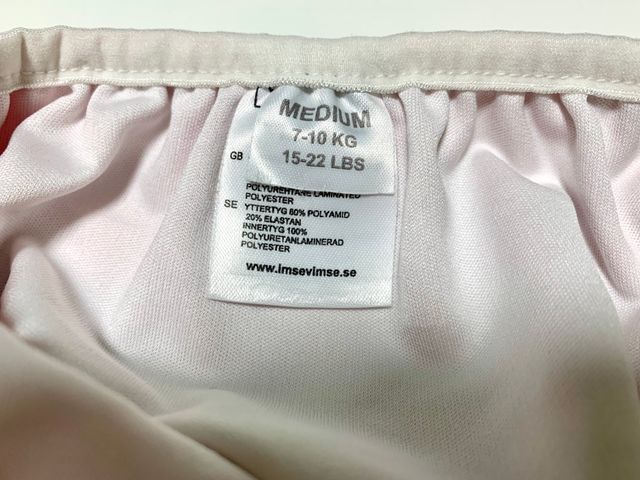 MEDIUM
7-10 KG
15-22 LBS
GB
POLYUREHTANE LAMINATED
POLYESTER
SE YTTERTYG 80% POLYAMID
20% ELASTAN
INNERTYG 100%
POLYURETANLAMINERAD
POLYESTER
www.imsevimse.se